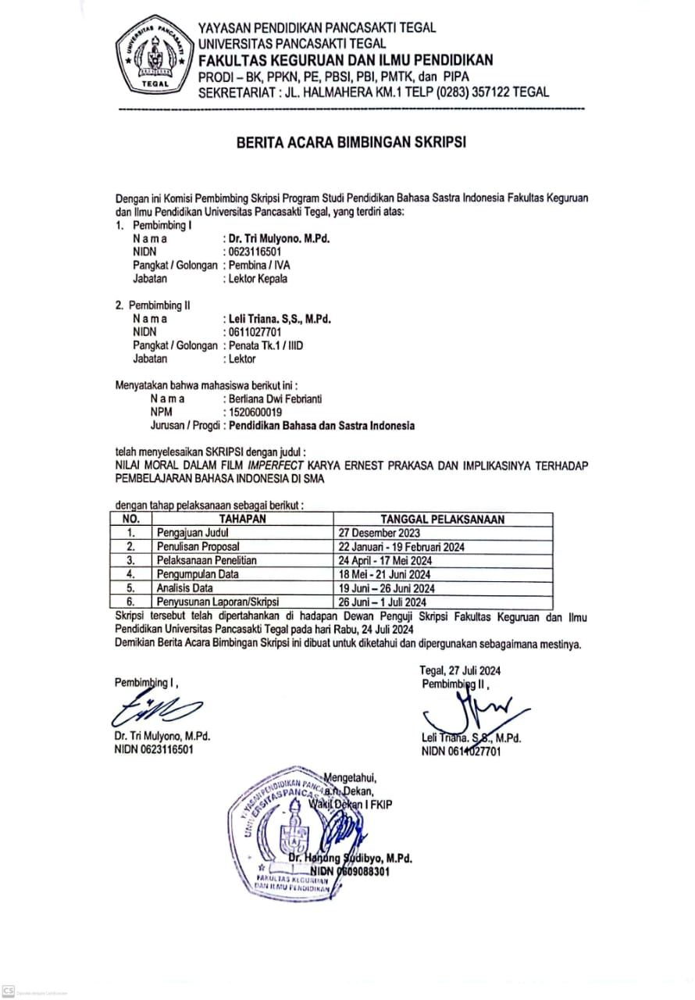 UNIVERSITAS PANCASAKTI
TEGAL
YAYASAN PENDIDIKAN PANCASAKTI TEGAL
UNIVERSITAS PANCASAKTI TEGAL
FAKULTAS KEGURUAN DAN ILMU PENDIDIKAN
PRODI – BK, PPKN, PE, PBSI, PBI, PMTK, dan PIPA
SEKRETARIAT : JL. HALMAHERA KM.1 TELP (0283) 357122 TEGAL
BERITA ACARA BIMBINGAN SKRIPSI
Dengan ini Komisi Pembimbing Skripsi Program Studi Pendidikan Bahasa Sastra Indonesia Fakultas Keguruan
dan Ilmu Pendidikan Universitas Pancasakti Tegal, yang terdiri atas:
1. Pembimbing I
N a m a : Dr. Tri Mulyono. M.Pd.
NIDN : 0623116501
Pangkat / Golongan : Pembina / IVA
Jabatan : Lektor Kepala
2. Pembimbing II
N a m a : Leli Triana. S,S., M.Pd.
NIDN : 0611027701
Pangkat / Golongan : Penata Tk.1 / IIID
Jabatan : Lektor
Menyatakan bahwa mahasiswa berikut ini :
N a m a : Berliana Dwi Febrianti
NPM : 1520600019
Jurusan / Progdi : Pendidikan Bahasa dan Sastra Indonesia
telah menyelesaikan SKRIPSI dengan judul :
NILAI MORAL DALAM FILM IMPERFECT KARYA ERNEST PRAKASA DAN IMPLIKASINYA TERHADAP
PEMBELAJARAN BAHASA INDONESIA DI SMA
dengan tahap pelaksanaan sebagai berikut :
NO. TAHAPAN TANGGAL PELAKSANAAN
1. Pengajuan Judul 27 Desember 2023
2. Penulisan Proposal 22 Januari - 19 Februari 2024
3. Pelaksanaan Penelitian 24 April - 17 Mei 2024
4. Pengumpulan Data 18 Mei - 21 Juni 2024
5. Analisis Data 19 Juni – 26 Juni 2024
6. Penyusunan Laporan/Skripsi 26 Juni – 1 Juli 2024
Skripsi tersebut telah dipertahankan di hadapan Dewan Penguji Skripsi Fakultas Keguruan dan Ilmu
Pendidikan Universitas Pancasakti Tegal pada hari Rabu, 24 Juli 2024
Demikian Berita Acara Bimbingan Skripsi ini dibuat untuk diketahui dan dipergunakan sebagaimana mestinya.
Tegal, 27 Juli 2024
Pembimbing I ,
Pembimbing II ,
Dr. Tri Mulyono, M.Pd.
NIDN 0623116501
Leli Triana. S,S., M.Pd.
NIDN 0611027701
Mengetahui,
a.n. Dekan,
Wakil Dekan I FKIP
Dr. Hanung Sudibyo, M.Pd.
NIDN 0609088301
YAYASAN PENDIDIKAN PANCA
UNIVERSITAS PANCASAKTI
FAKULTAS KEGURUAN
DAN ILMU PENDIDIKAN
CS